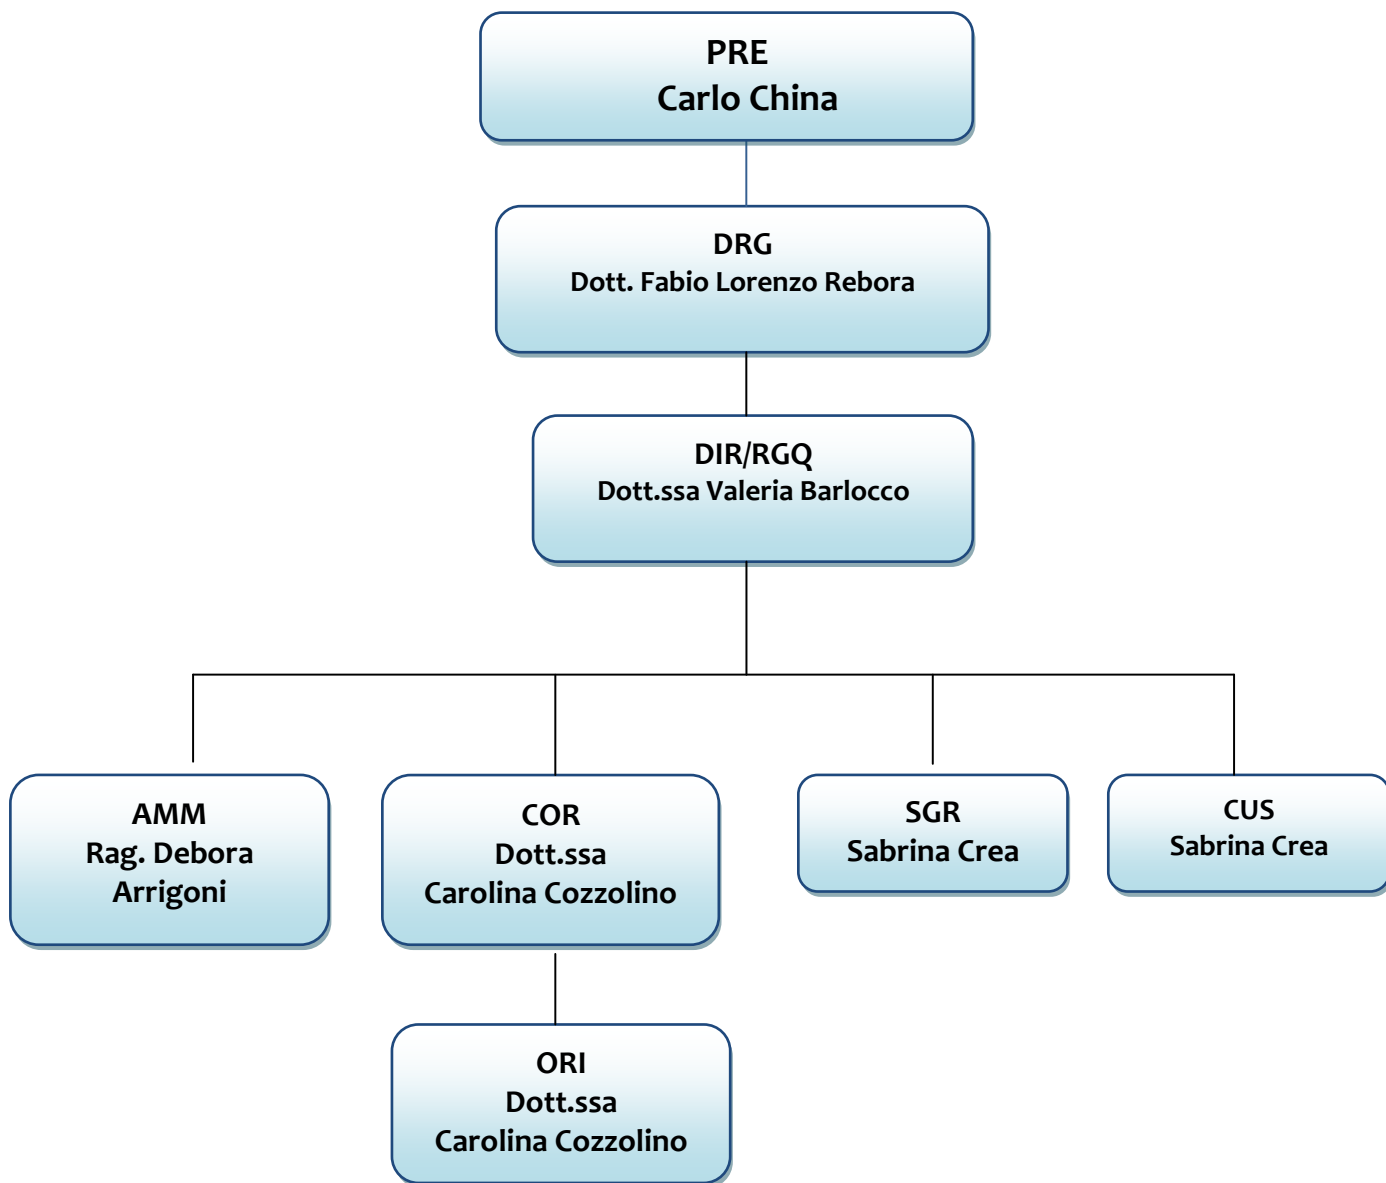 PRE
Carlo China
DRG
Dott. Fabio Lorenzo Rebora
DIR/RGQ
Dott.ssa Valeria Barlocco
AMM
Rag. Debora
Arrigoni
COR
Dott.ssa
Carolina Cozzolino
SGR
Sabrina Crea
CUS
Sabrina Crea
ORI
Dott.ssa
Carolina Cozzolino